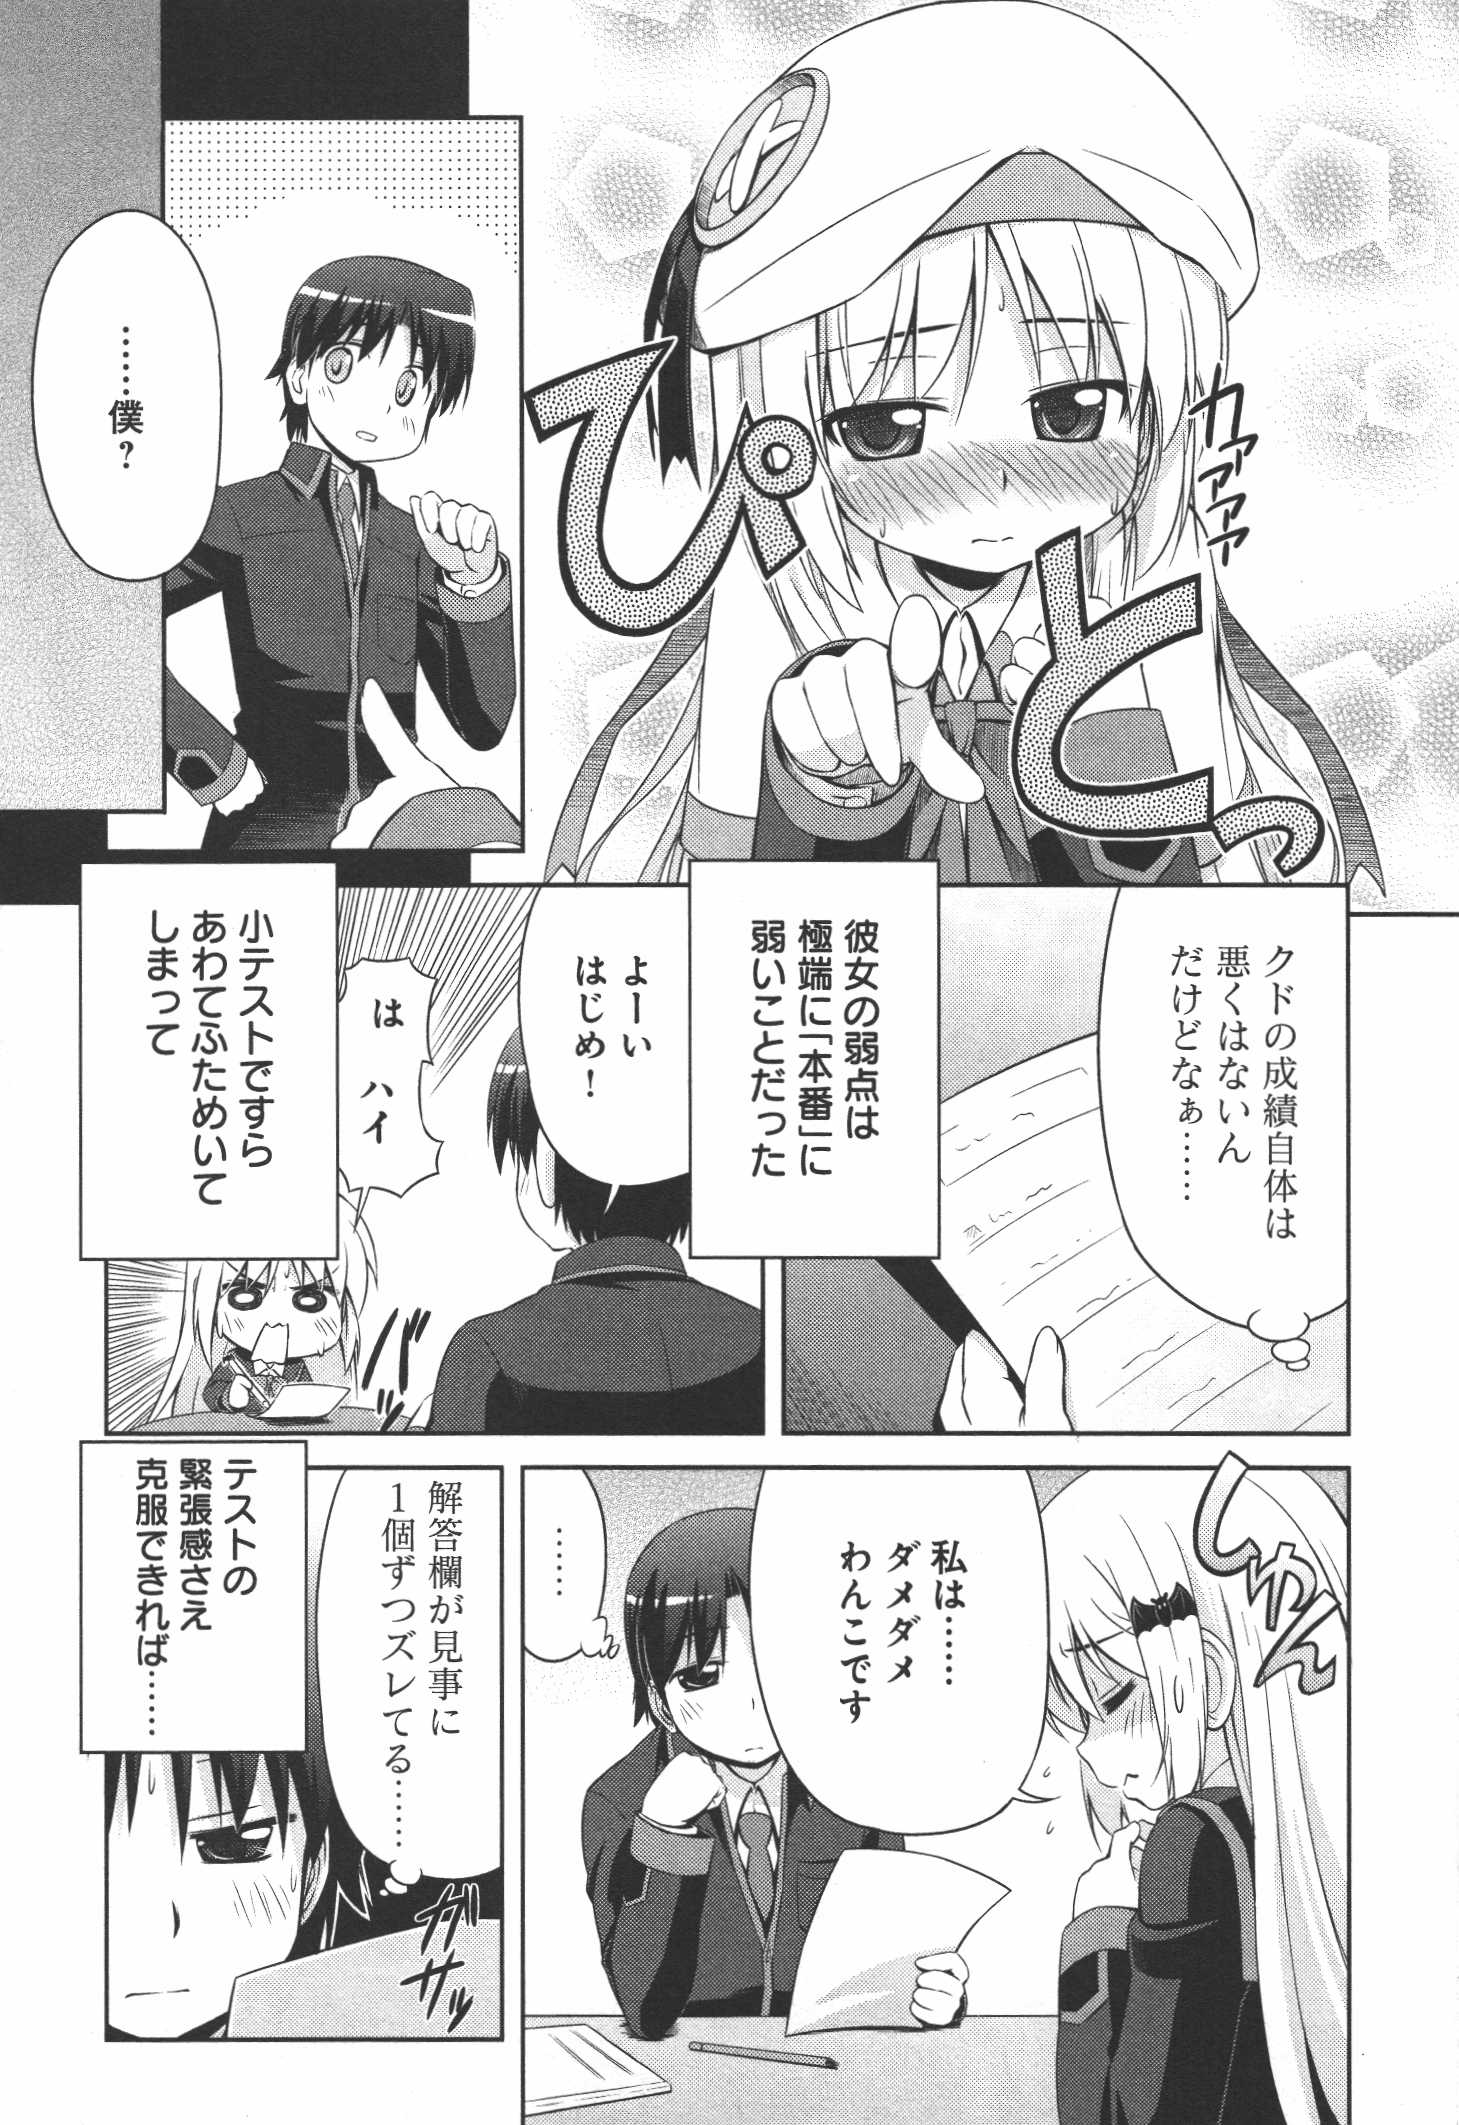 カァァァァ
ぴとっ
……僕?
クドの成績自体は
悪くはないん
だけどなぁ……
彼女の弱点は
極端に「本番」に
弱いことだった
よーい
はじめ!
は ハイ
バッ
小テストですら
あわてふためいて
しまって
しゅん
私は……
ダメダメ
わんこです
……
解答欄が見事に
1個ずつズレてる……
ガサッ
テストの
緊張感さえ
克服できれば……